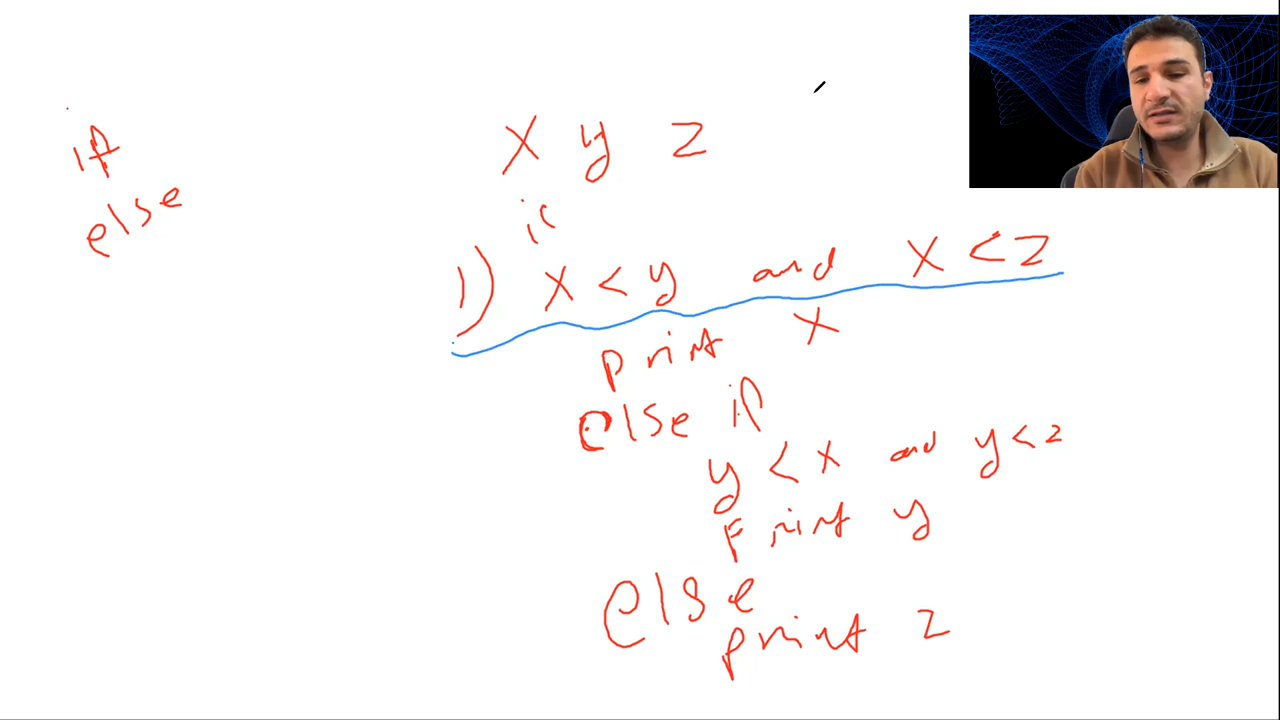 if
else
X y z
if
1) X < y and X < z
print X
else if
y < X and y < z
Print y
else
print z